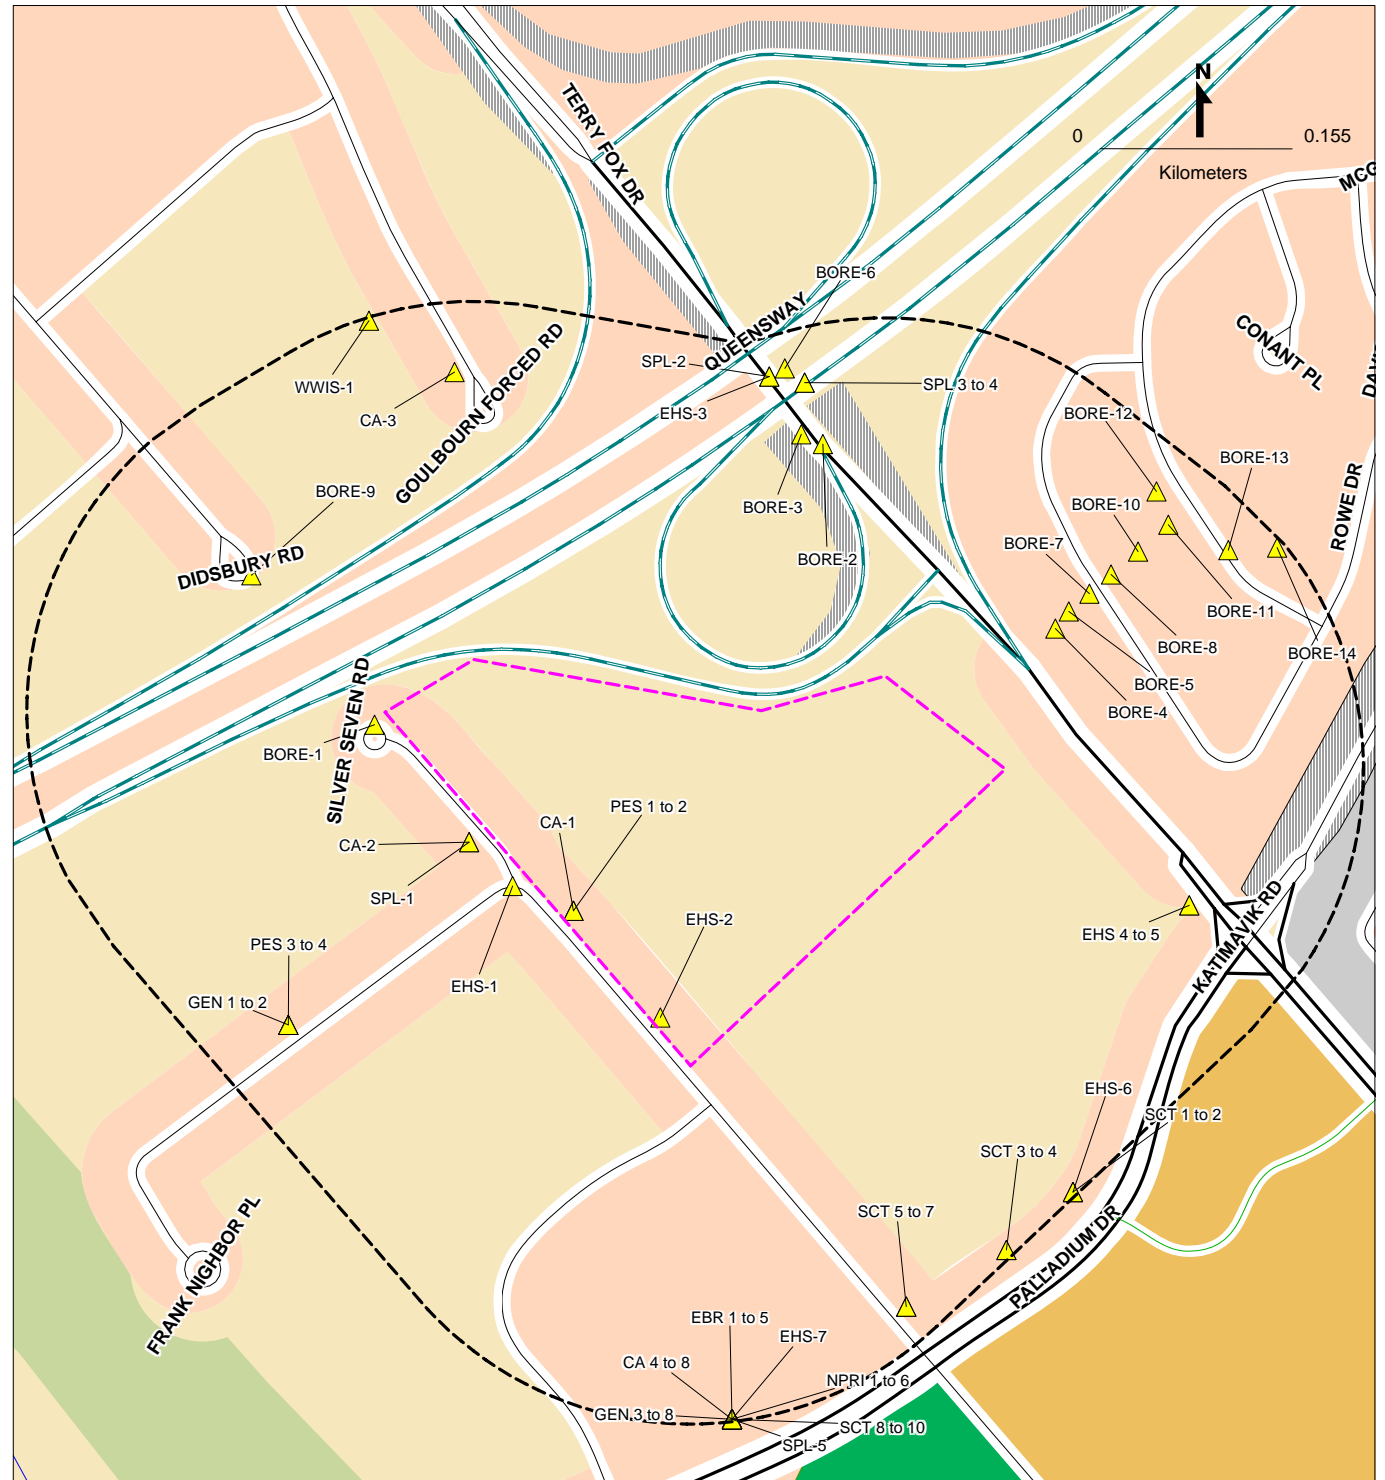 N
0 0.155
Kilometers
TERRY FOX DR
MCG
BORE-6
QUEENSWAY
CONANT PL
DAVI
SPL-2
SPL 3 to 4
WWIS-1
EHS-3
CA-3
GOULBOURN FORCED RD
BORE-12
BORE-13
BORE-9
BORE-3
BORE-10
ROWE DR
BORE-7
BORE-2
DIDSBURY RD
BORE-11
BORE-8
BORE-14
BORE-5
BORE-4
SILVER SEVEN RD
BORE-1
PES 1 to 2
CA-1
CA-2
SPL-1
EHS-2
EHS 4 to 5
KATIMAVIK RD
PES 3 to 4
EHS-1
GEN 1 to 2
EHS-6
SCT 1 to 2
SCT 3 to 4
SCT 5 to 7
FRANK NIGHBOR PL
PALLADIUM DR
EBR 1 to 5
EHS-7
CA 4 to 8
NPRI 1 to 6
GEN 3 to 8
SCT 8 to 10
SPL-5